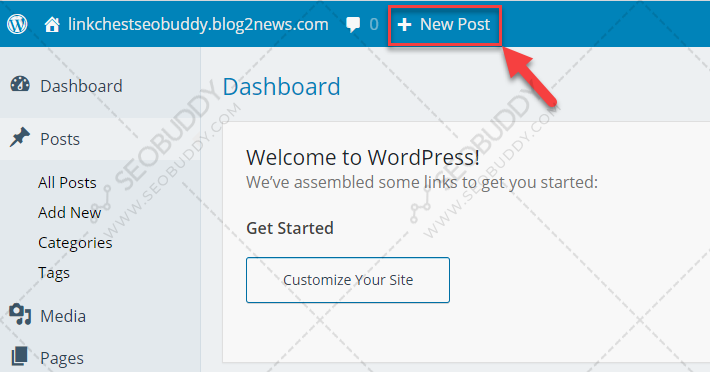 linkchestseobuddy.blog2news.com 0 + New Post
Dashboard
Posts
All Posts
Add New
Categories
Tags
Media
Pages
Dashboard
Welcome to WordPress!
We've assembled some links to get you started:
Get Started
Customize Your Site
SEOBUDDY
WWW.SEOBUDDY.COM
SEOBUDDY
WWW.SEOBUDDY.COM